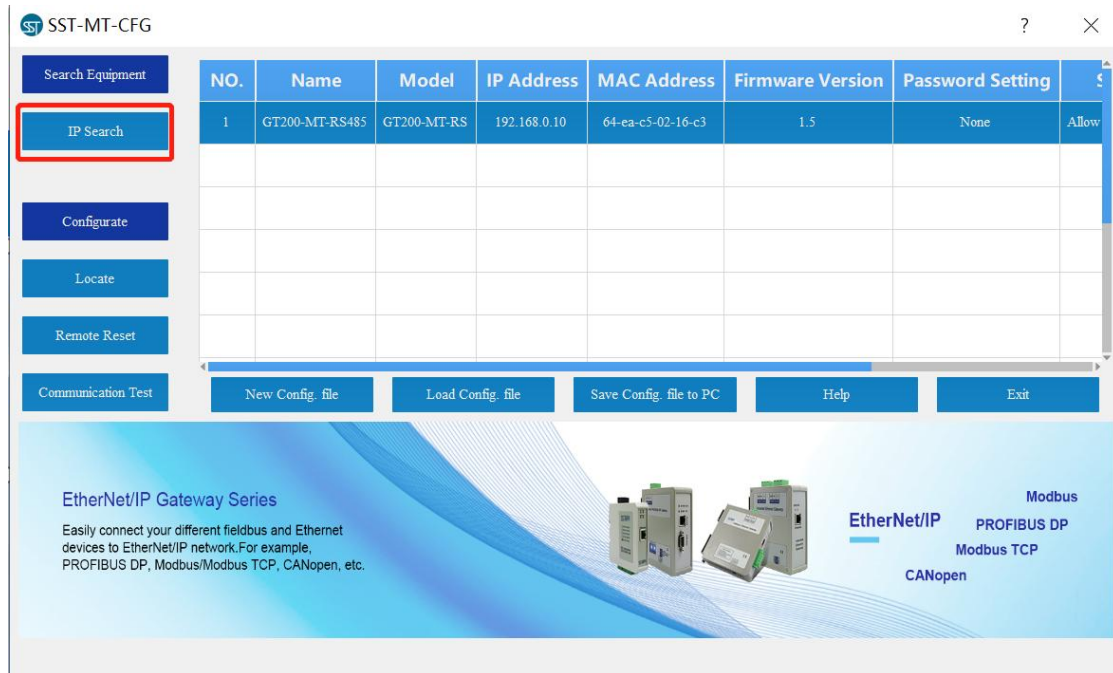 SST SST-MT-CFG ? ×
Search Equipment
IP Search
Configurate
Locate
Remote Reset
Communication Test
NO. Name Model IP Address MAC Address Firmware Version Password Setting S
1 GT200-MT-RS485 GT200-MT-RS 192.168.0.10 64-ea-c5-02-16-c3 1.5 None Allow
New Config. file Load Config. file Save Config. file to PC Help Exit
EtherNet/IP Gateway Series
Easily connect your different fieldbus and Ethernet
devices to EtherNet/IP network.For example,
PROFIBUS DP, Modbus/Modbus TCP, CANopen, etc.
Modbus
EtherNet/IP
PROFIBUS DP
Modbus TCP
CANopen